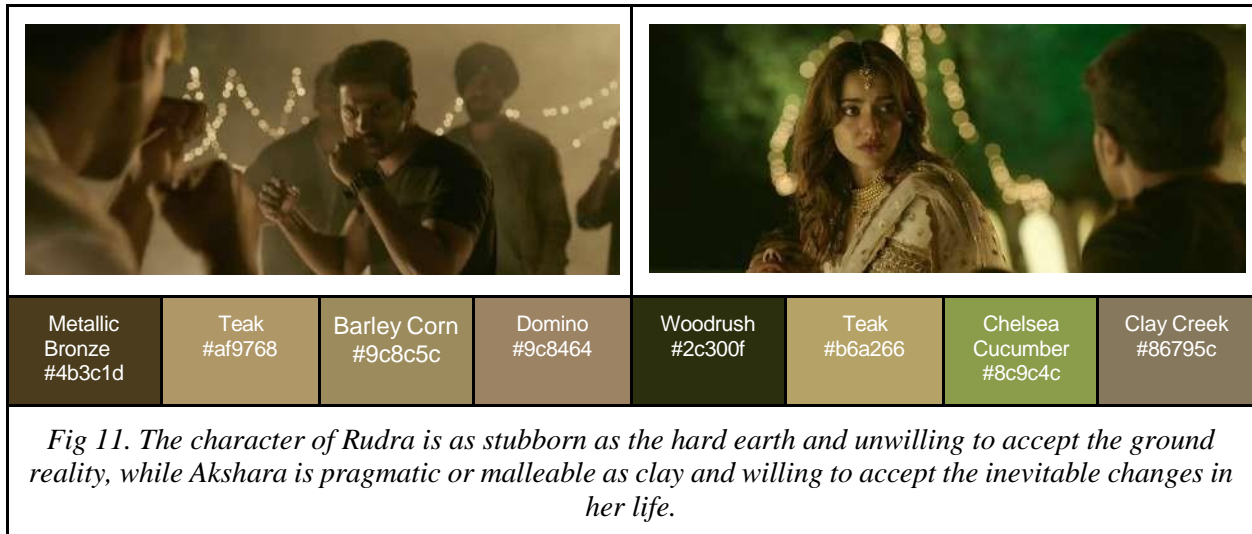 Metallic
Bronze
#4b3c1d
Teak
#af9768
Barley Corn
#9c8c5c
Domino
#9c8464
Woodrush
#2c300f
Teak
#b6a266
Chelsea
Cucumber
#8c9c4c
Clay Creek
#86795c
Fig 11. The character of Rudra is as stubborn as the hard earth and unwilling to accept the ground
reality, while Akshara is pragmatic or malleable as clay and willing to accept the inevitable changes in
her life.